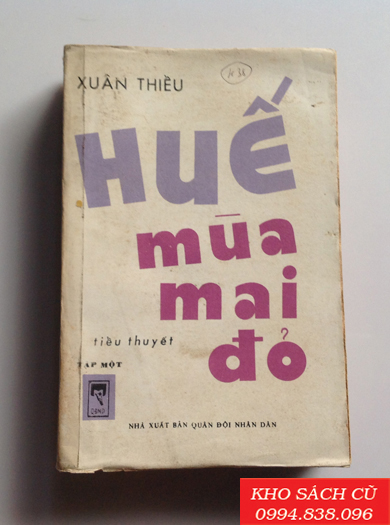 XUÂN THIỀU
Huế
mùa
mai
đỏ
tiểu thuyết
TẬP MỘT
NHÀ XUẤT BẢN QUÂN ĐỘI NHÂN DÂN
KHO SÁCH CŨ
0994.838.096